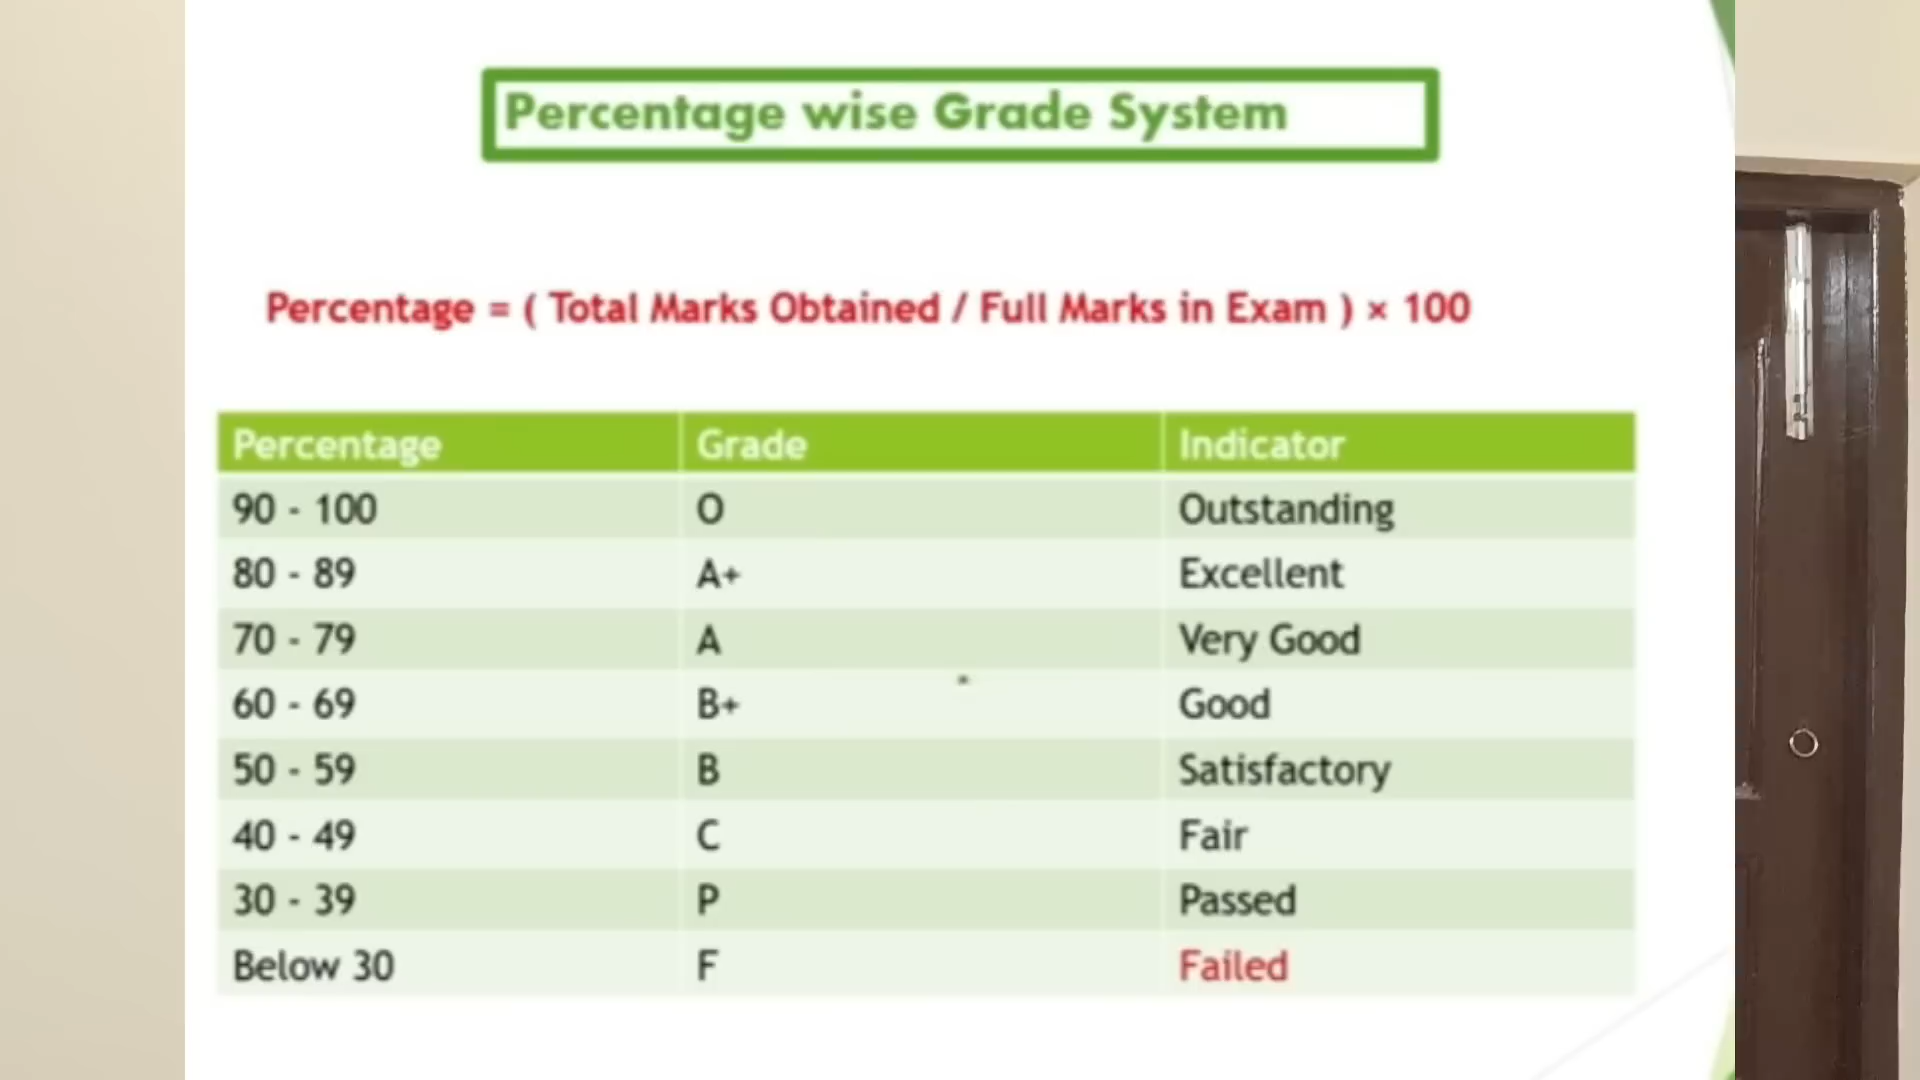 Percentage wise Grade System
Percentage = ( Total Marks Obtained / Full Marks in Exam ) × 100
Percentage Grade Indicator
90 - 100 O Outstanding
80 - 89 A+ Excellent
70 - 79 A Very Good
60 - 69 B+ Good
50 - 59 B Satisfactory
40 - 49 C Fair
30 - 39 P Passed
Below 30 F Failed